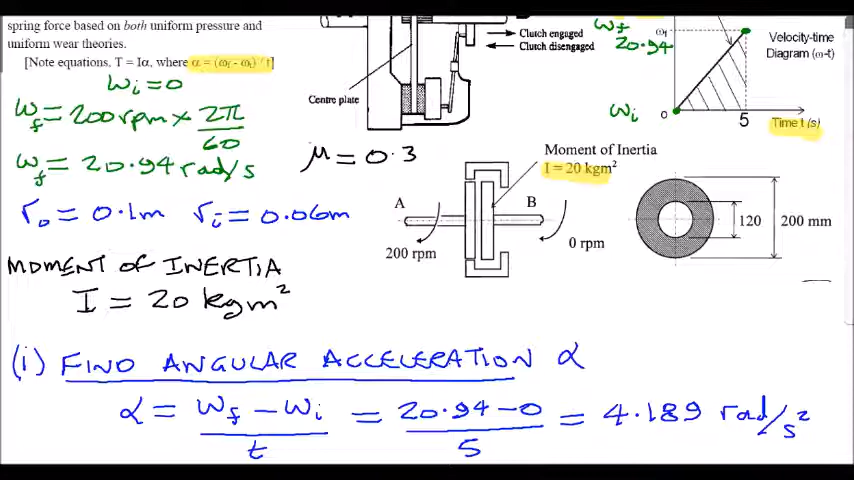 spring force based on both uniform pressure and
uniform wear theories.
[Note equations, T = Iα, where α = (ωf - ωi) / t]
ωi = 0
ωf = 200 rpm × 2π/60
ωf = 20.94 rad/s
ro = 0.1m ri = 0.06m
MOMENT OF INERTIA
I = 20 kgm²
Clutch engaged
Clutch disengaged
Centre plate
μ = 0.3
ωf
20.94
ωf
Velocity-time
Diagram (ω-t)
ωi
0
5
Time t (s)
Moment of Inertia
I = 20 kgm²
A
B
200 rpm
0 rpm
120
200 mm
(i) FIND ANGULAR ACCELERATION α
α = ωf - ωi / t = 20.94 - 0 / 5 = 4.189 rad/s²